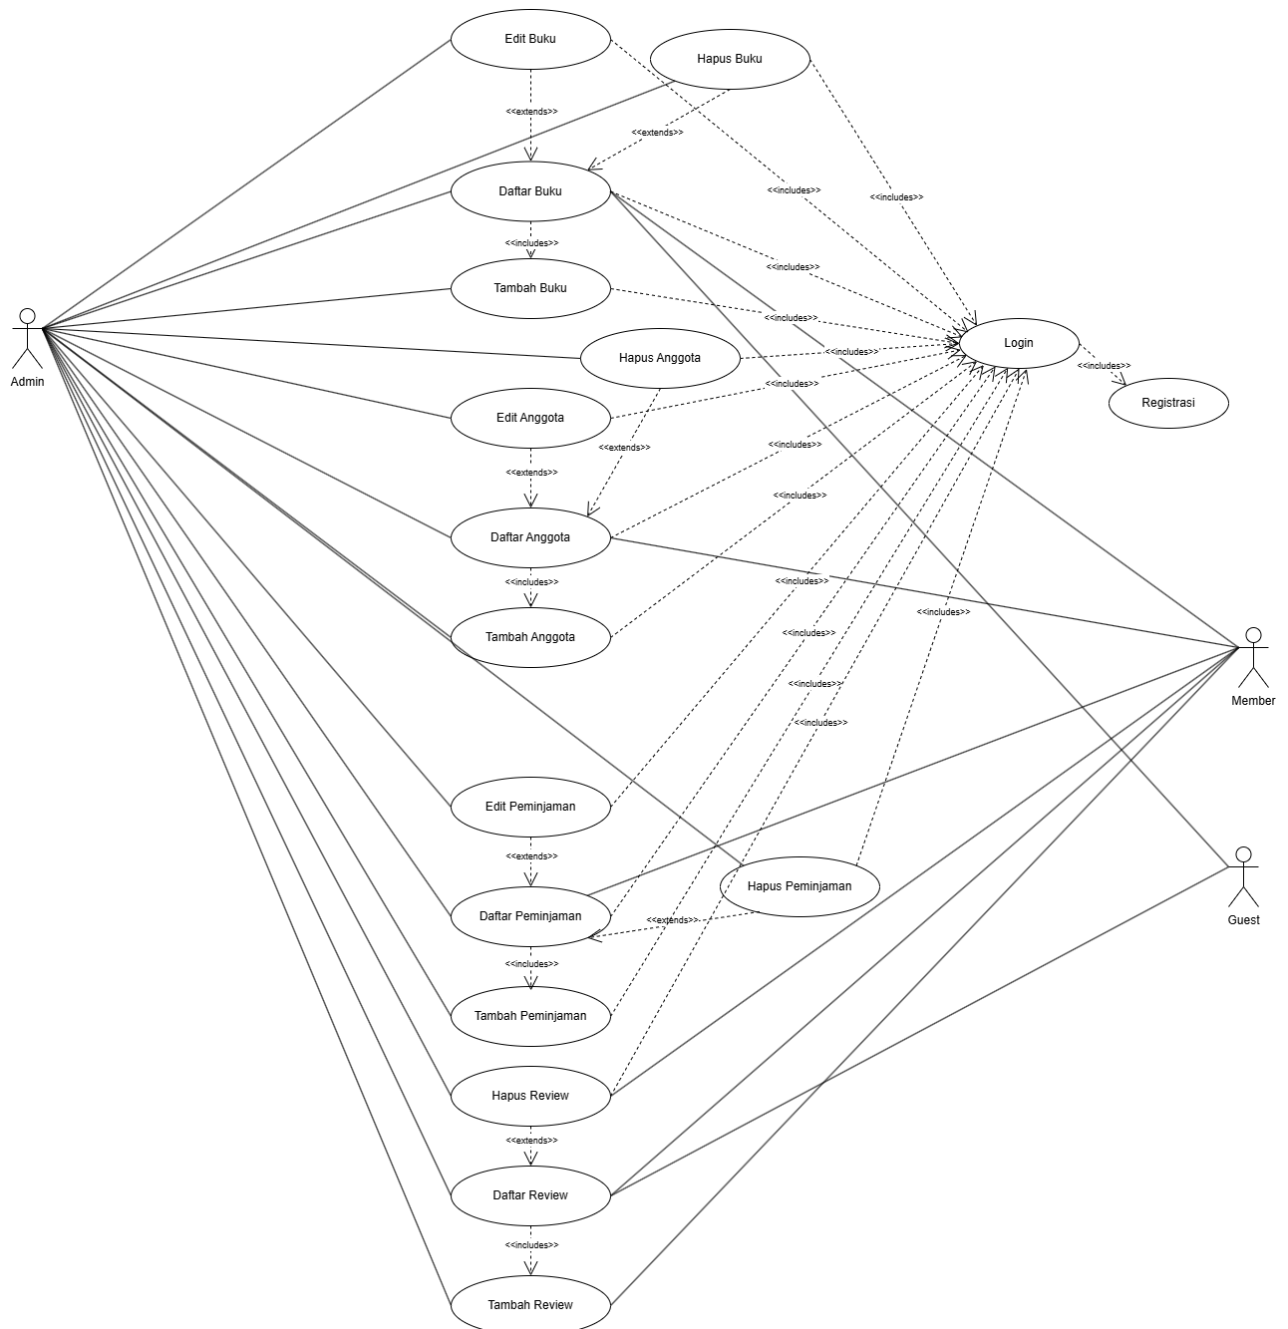 Edit Buku
Hapus Buku
<<extends>>
<<extends>>
Daftar Buku
<<includes>>
<<includes>>
<<includes>>
<<includes>>
Tambah Buku
<<includes>>
Admin
Hapus Anggota
<<includes>>
Login
<<includes>>
Registrasi
Edit Anggota
<<includes>>
<<extends>>
<<extends>>
<<includes>>
<<includes>>
Daftar Anggota
<<includes>>
<<includes>>
Tambah Anggota
<<includes>>
<<includes>>
<<includes>>
<<includes>>
Member
Edit Peminjaman
<<extends>>
Hapus Peminjaman
Daftar Peminjaman
<<extends>>
Guest
<<includes>>
Tambah Peminjaman
Hapus Review
<<extends>>
Daftar Review
<<includes>>
Tambah Review